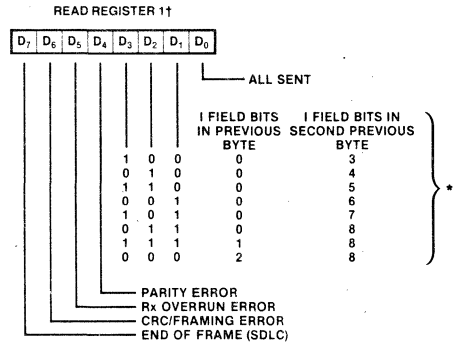 READ REGISTER 1†
D7 D6 D5 D4 D3 D2 D1 D0
ALL SENT
I FIELD BITS I FIELD BITS IN
IN PREVIOUS SECOND PREVIOUS
BYTE BYTE
1 0 0 0 3
0 1 0 0 4
1 1 0 0 5
0 0 1 0 6
1 0 1 0 7
0 1 1 0 8
1 1 1 1 8
0 0 0 2 8
*
PARITY ERROR
Rx OVERRUN ERROR
CRC/FRAMING ERROR
END OF FRAME (SDLC)